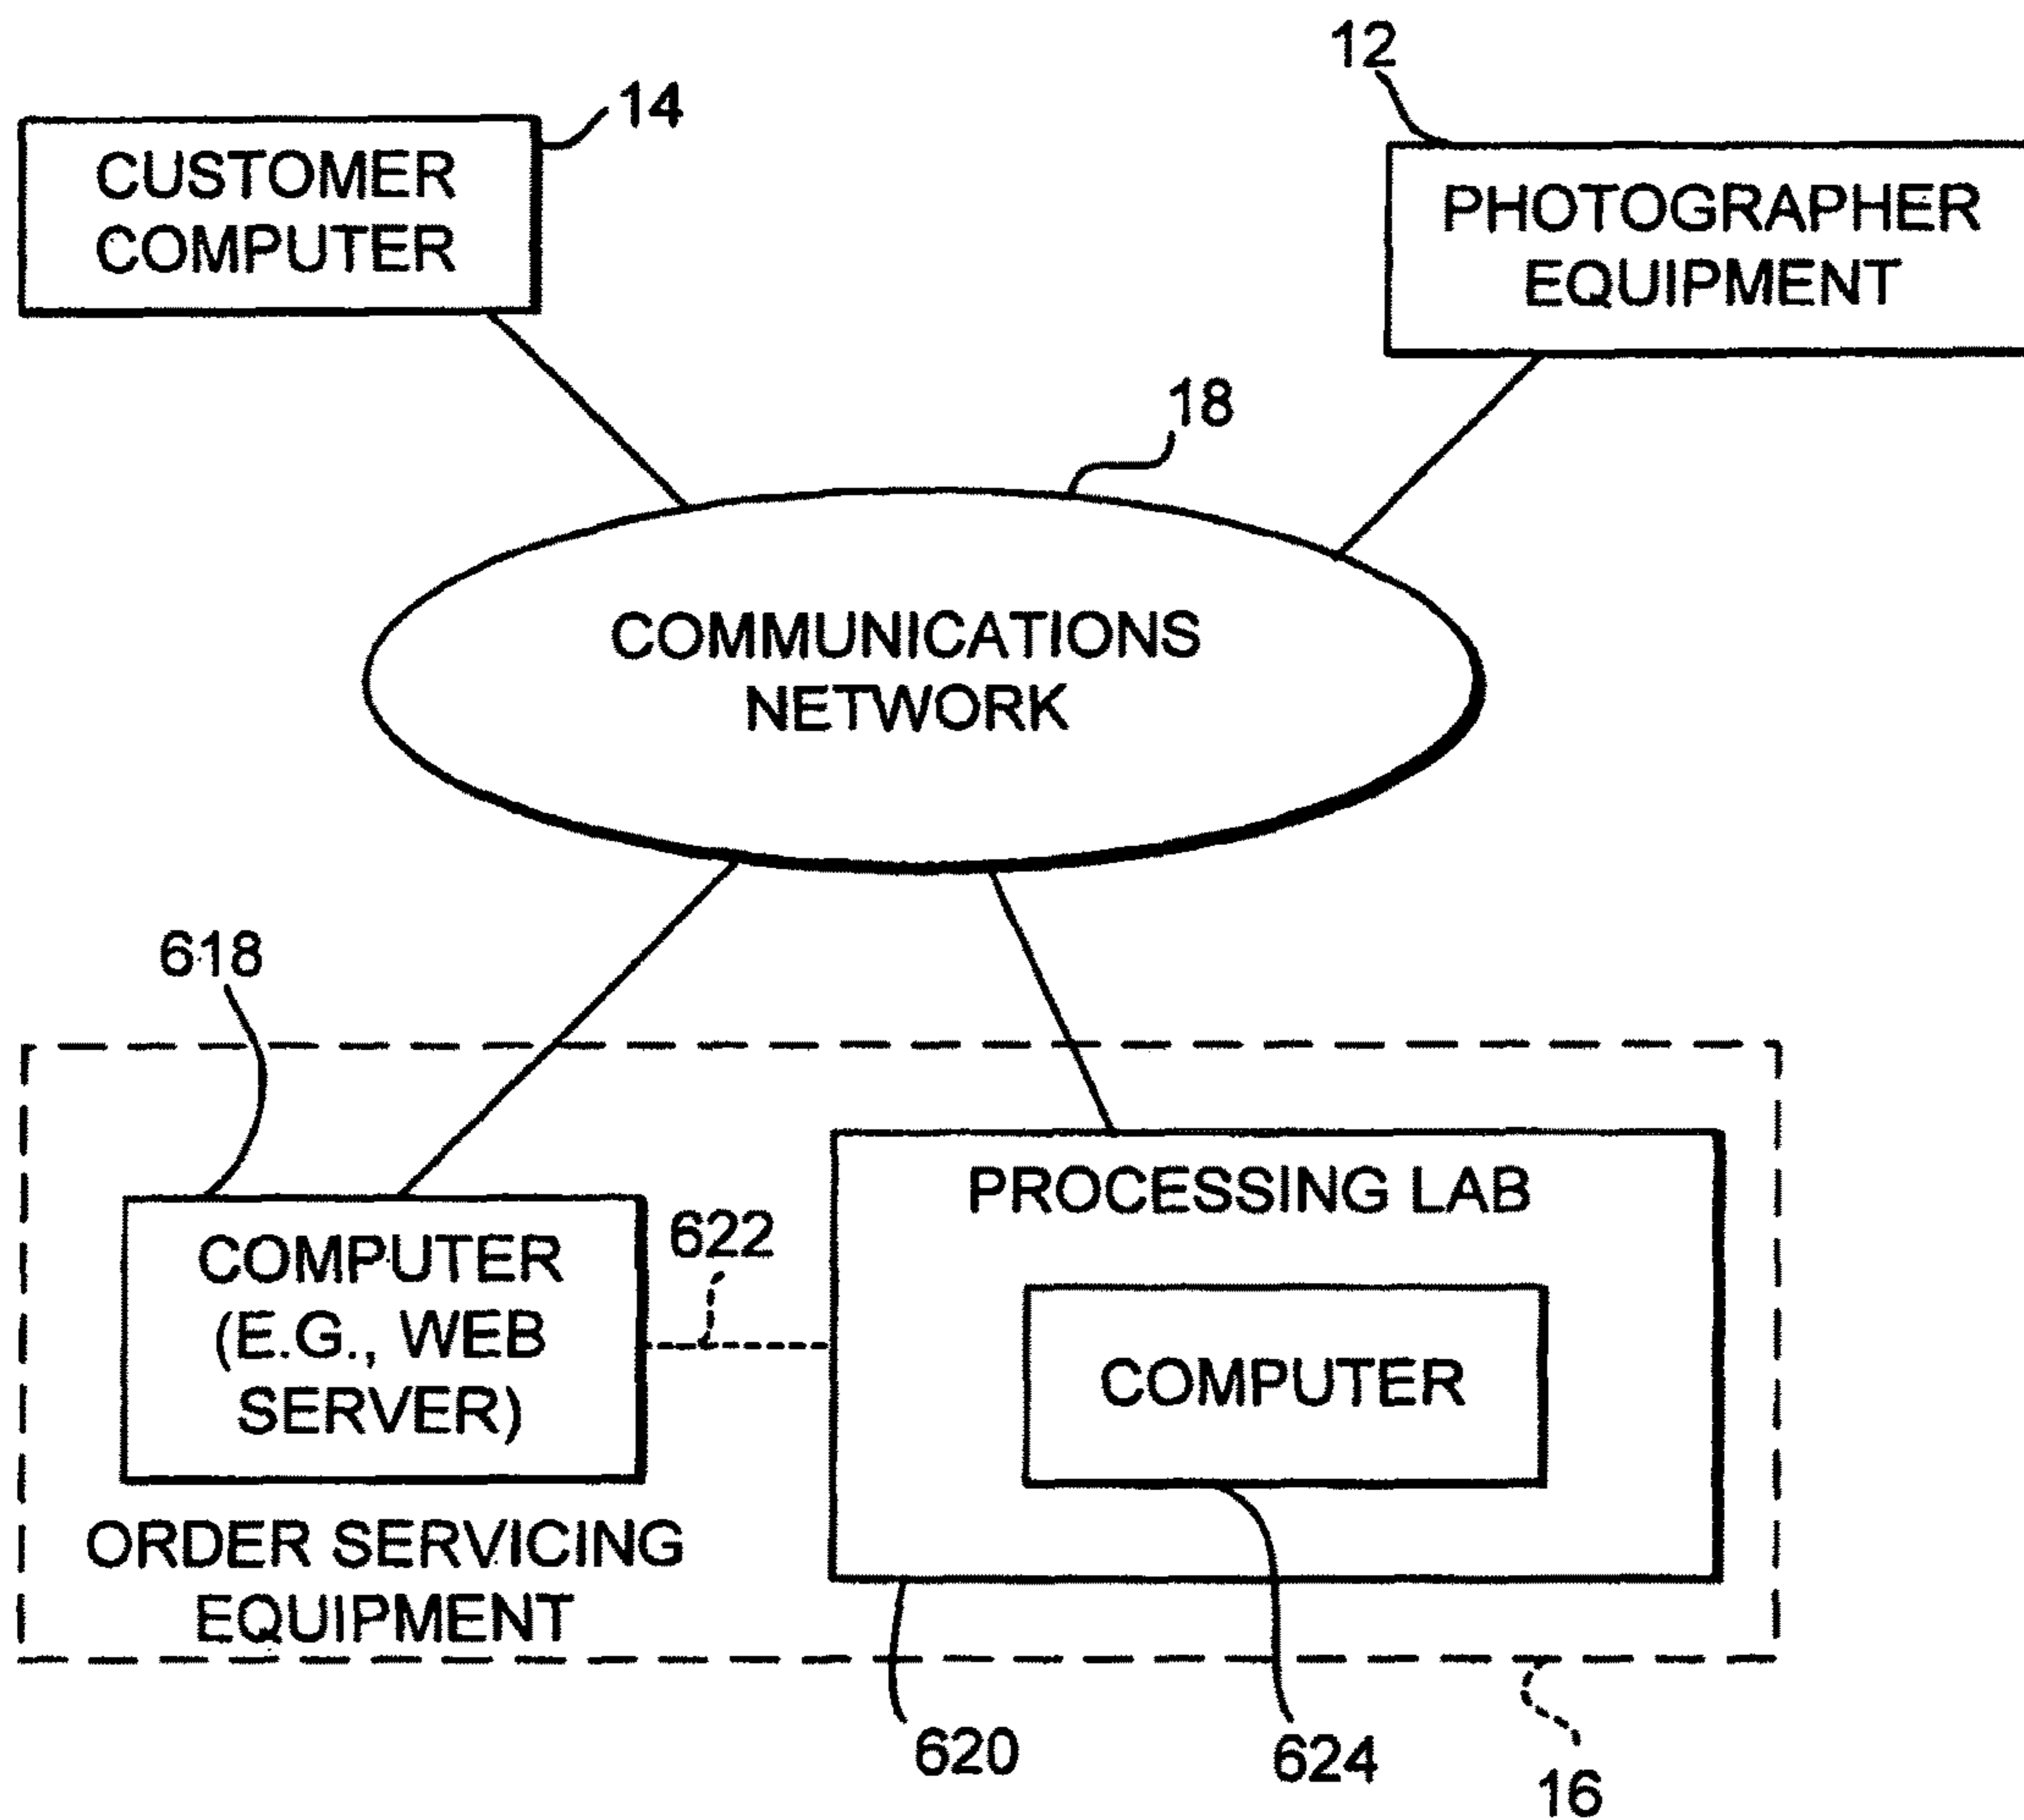 12
14
CUSTOMER
COMPUTER
PHOTOGRAPHER
EQUIPMENT
18
COMMUNICATIONS
NETWORK
618
PROCESSING LAB
622
COMPUTER
(E.G., WEB
SERVER)
COMPUTER
ORDER SERVICING
EQUIPMENT
620
624
16